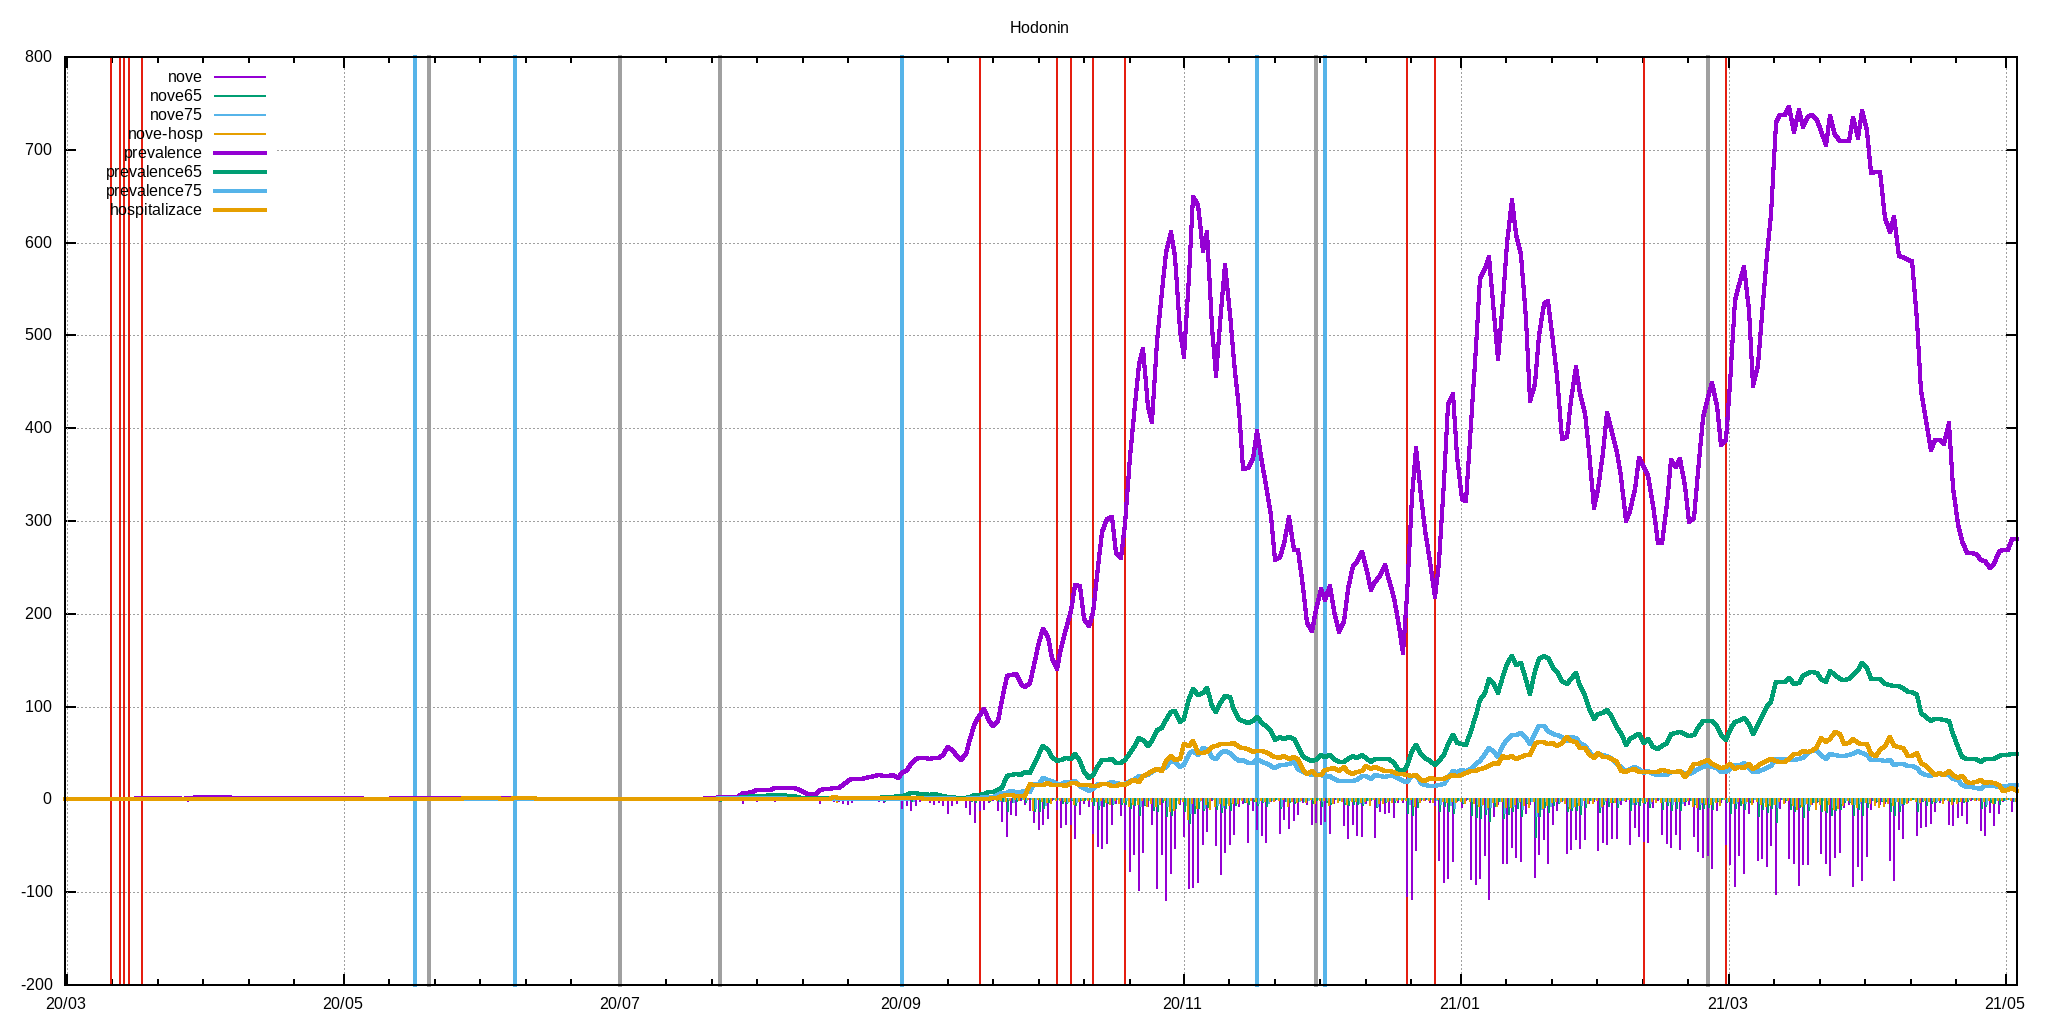 Hodonin
800
700
600
500
400
300
200
100
0
-100
-200
nove
nove65
nove75
nove-hosp
prevalence
prevalence65
prevalence75
hospitalizace
20/03 20/05 20/07 20/09 20/11 21/01 21/03 21/05